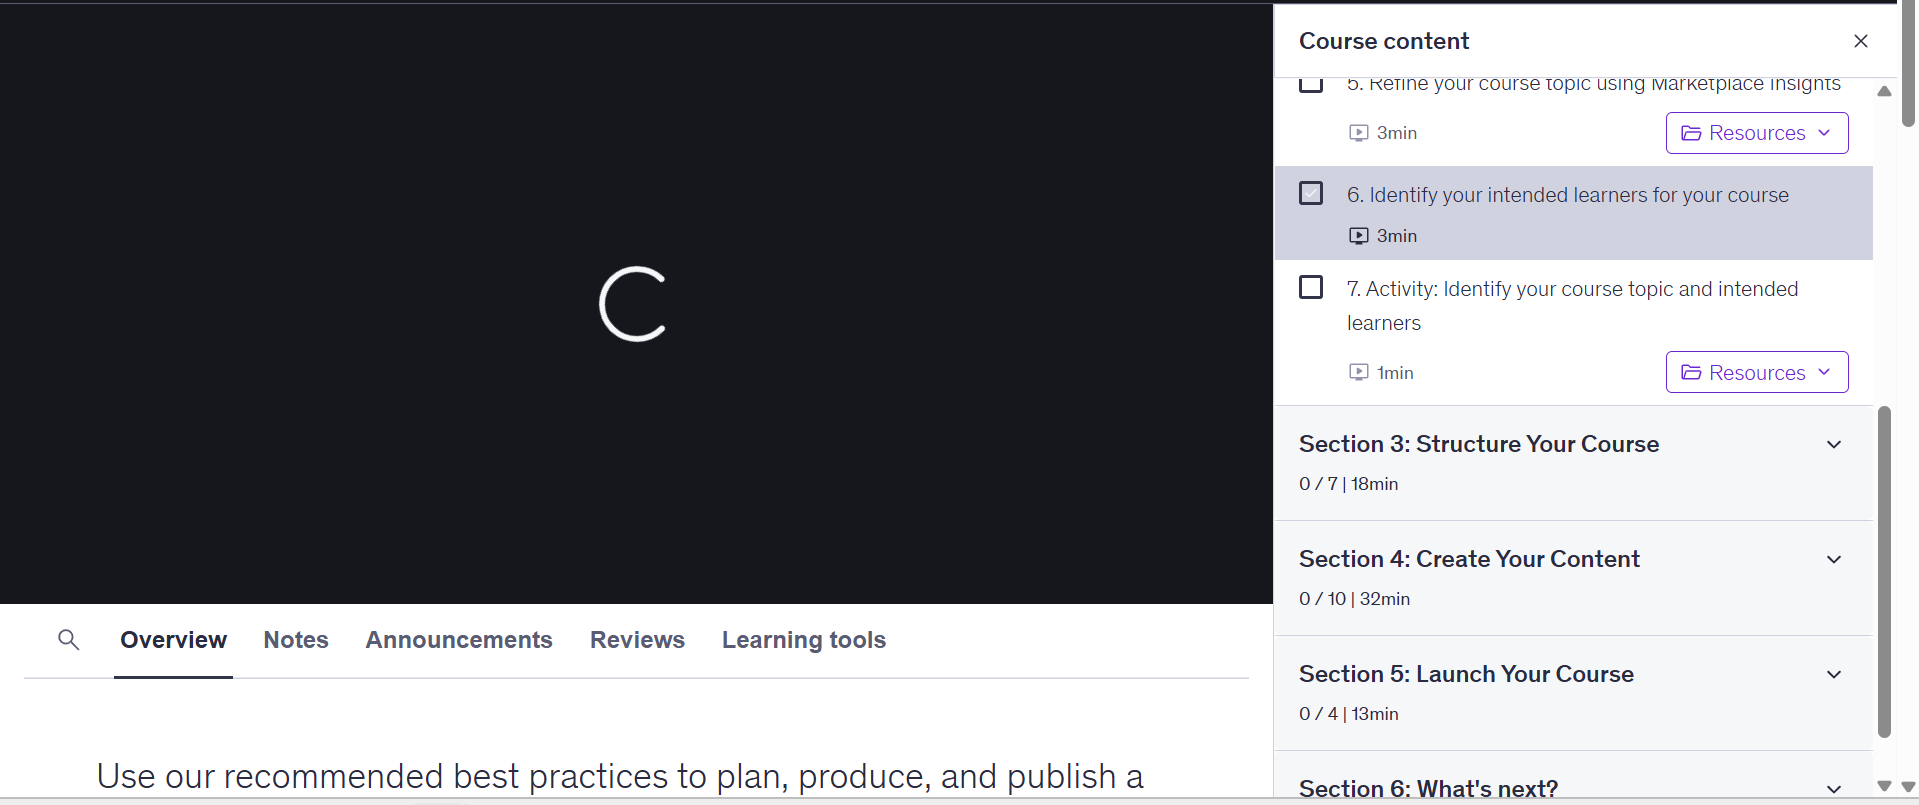 Course content
5. Refine your course topic using Marketplace Insights
3min
Resources
6. Identify your intended learners for your course
3min
7. Activity: Identify your course topic and intended
learners
1min
Resources
Section 3: Structure Your Course
0 / 7 | 18min
Section 4: Create Your Content
0 / 10 | 32min
Section 5: Launch Your Course
0 / 4 | 13min
Section 6: What's next?
Overview Notes Announcements Reviews Learning tools
Use our recommended best practices to plan, produce, and publish a